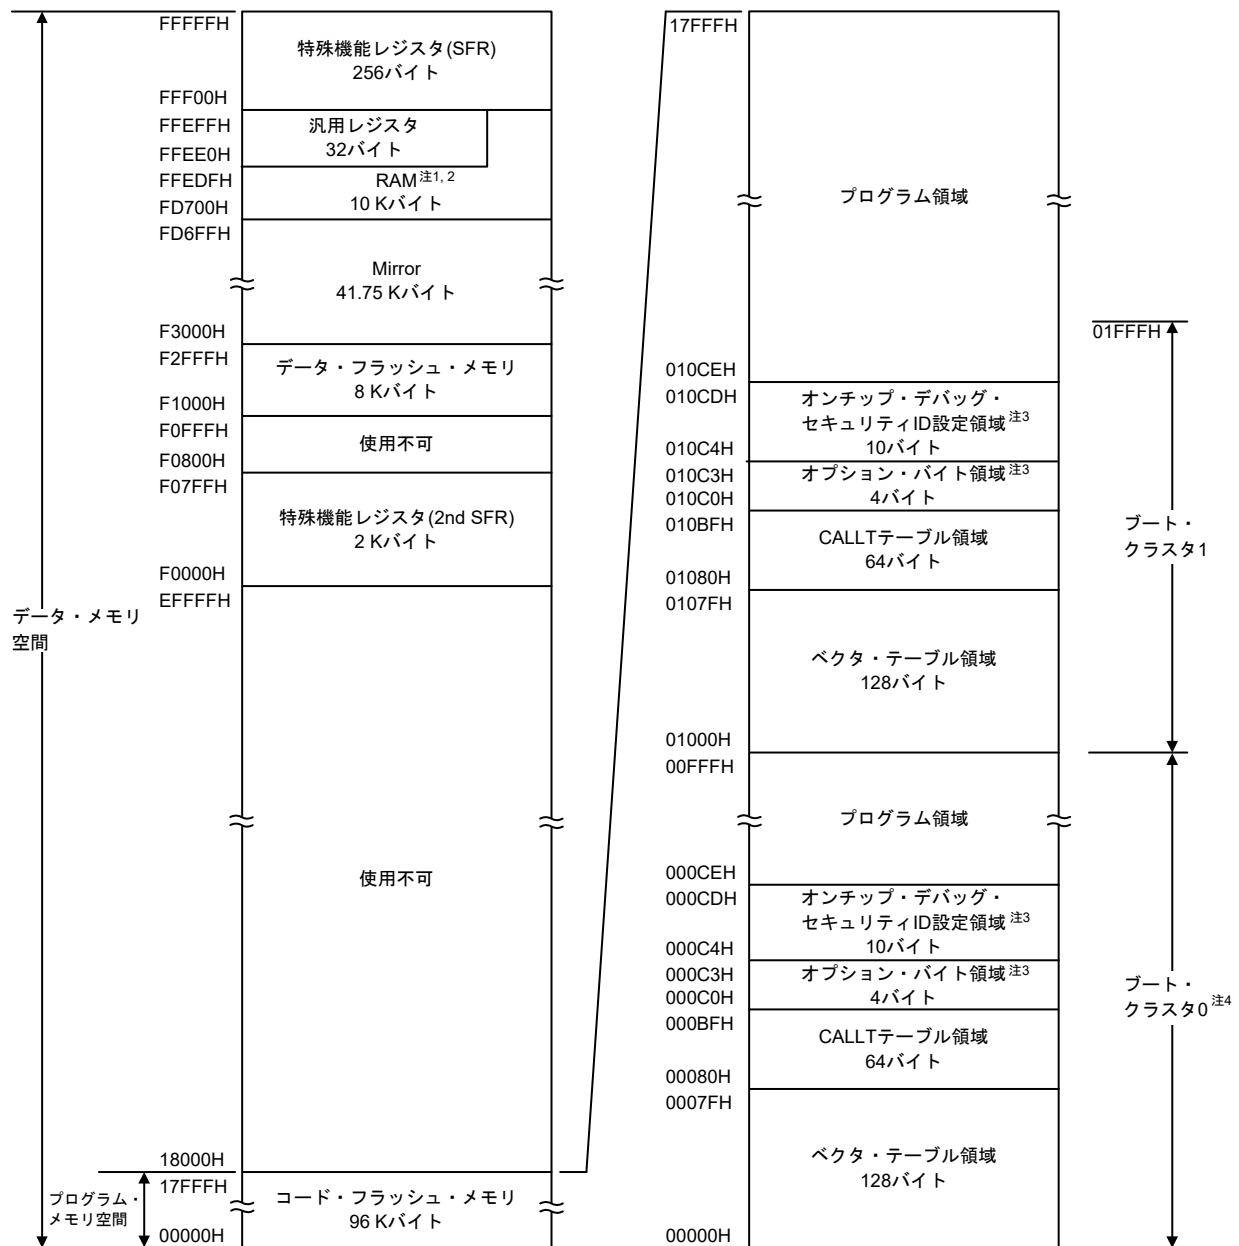 FFFFFH
特殊機能レジスタ(SFR)
256バイト
FFF00H
FFEFFH
汎用レジスタ
32バイト
FFEE0H
FFEDFH
RAM 注1, 2
10 Kバイト
FD700H
FD6FFH
Mirror
41.75 Kバイト
F3000H
F2FFFH
データ・フラッシュ・メモリ
8 Kバイト
F1000H
F0FFFH
使用不可
F0800H
F07FFH
特殊機能レジスタ(2nd SFR)
2 Kバイト
F0000H
EFFFFH
データ・メモリ
空間
使用不可
18000H
17FFFH
プログラム・
メモリ空間
コード・フラッシュ・メモリ
96 Kバイト
00000H
17FFFH
プログラム領域
01FFFH
010CEH
010CDH
オンチップ・デバッグ・
セキュリティID設定領域 注3
10バイト
010C4H
010C3H
オプション・バイト領域 注3
4バイト
010C0H
010BFH
CALLTテーブル領域
64バイト
01080H
0107FH
ブート・
クラスタ1
ベクタ・テーブル領域
128バイト
01000H
00FFFH
プログラム領域
000CEH
000CDH
オンチップ・デバッグ・
セキュリティID設定領域 注3
10バイト
000C4H
000C3H
オプション・バイト領域 注3
4バイト
000C0H
000BFH
ブート・
クラスタ0 注4
CALLTテーブル領域
64バイト
00080H
0007FH
ベクタ・テーブル領域
128バイト
00000H